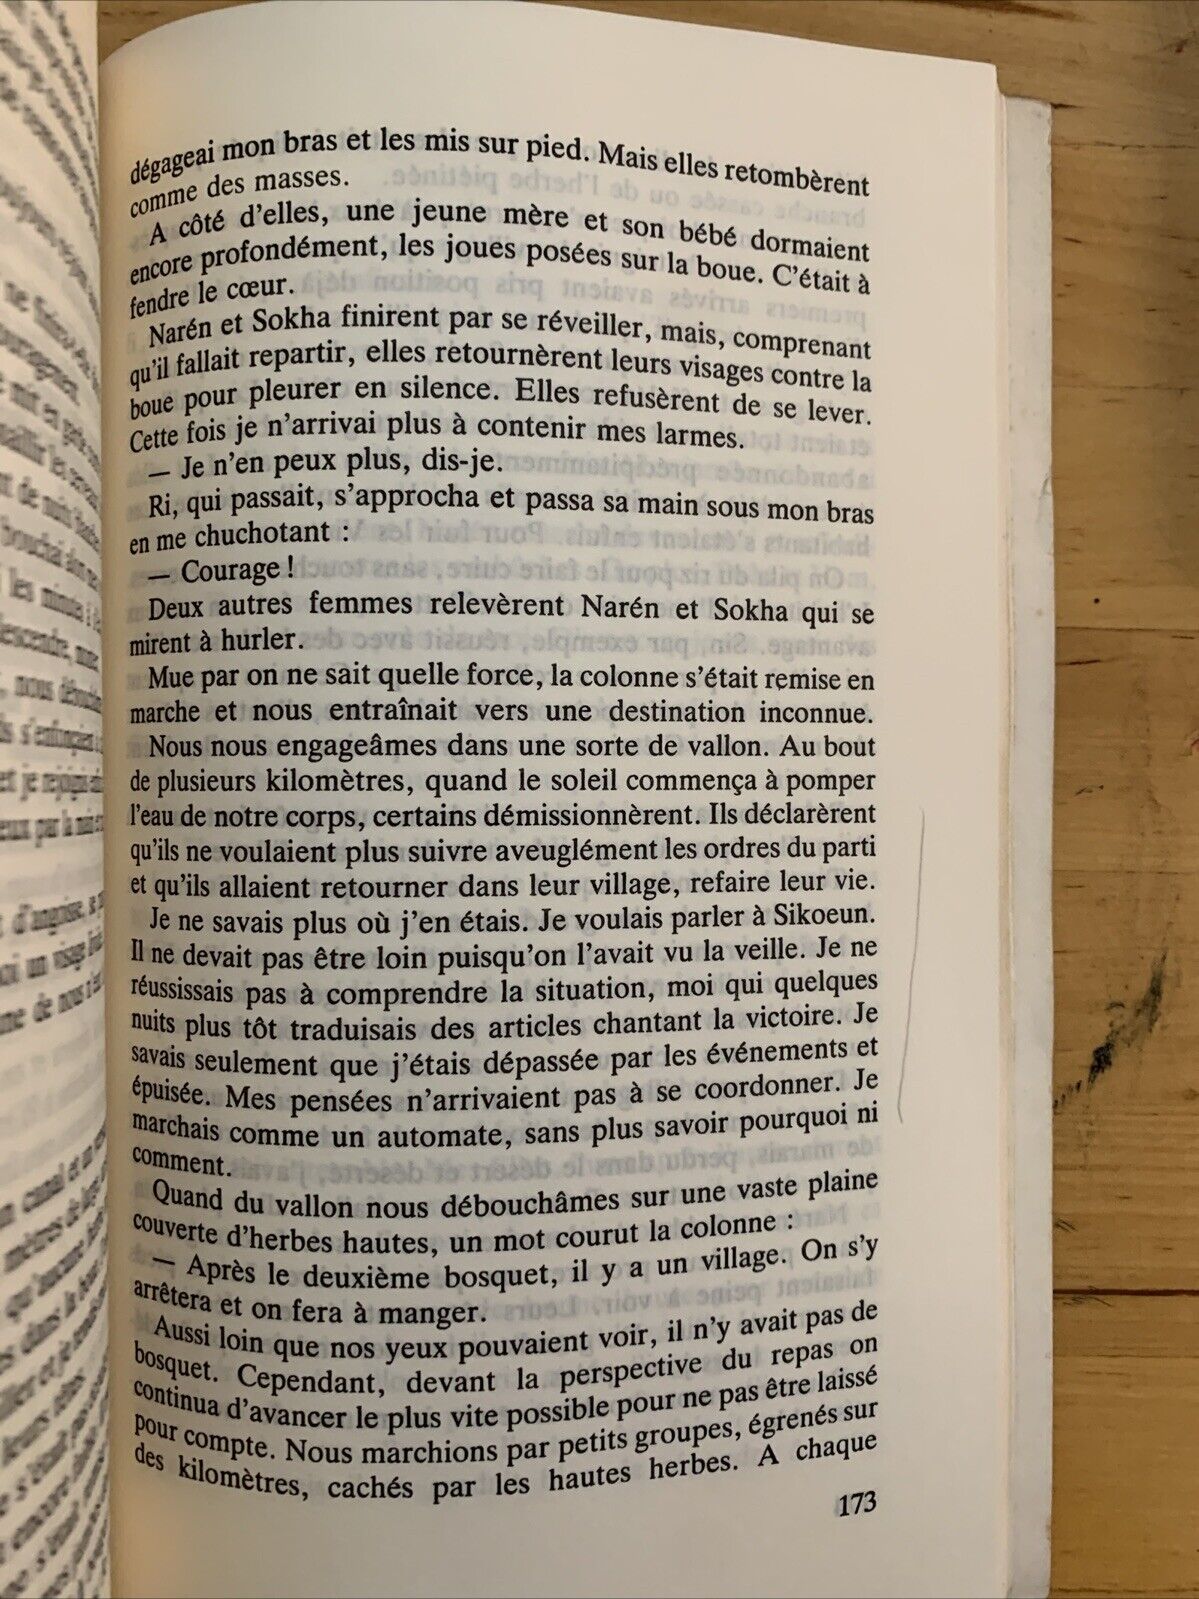 dégageai mon bras et les mis sur pied. Mais elles retombèrent
comme des masses.
A côté d'elles, une jeune mère et son bébé dormaient
encore profondément, les joues posées sur la boue. C'était à
fendre le cœur.
Narén et Sokha finirent par se réveiller, mais, comprenant
qu'il fallait repartir, elles retournèrent leurs visages contre la
boue pour pleurer en silence. Elles refusèrent de se lever.
Cette fois je n'arrivai plus à contenir mes larmes.
— Je n'en peux plus, dis-je.
Ri, qui passait, s'approcha et passa sa main sous mon bras
en me chuchotant :
— Courage !
Deux autres femmes relevèrent Narén et Sokha qui se
mirent à hurler.
Mue par on ne sait quelle force, la colonne s'était remise en
marche et nous entraînait vers une destination inconnue.
Nous nous engageâmes dans une sorte de vallon. Au bout
de plusieurs kilomètres, quand le soleil commença à pomper
l'eau de notre corps, certains démissionnèrent. Ils déclarèrent
qu'ils ne voulaient plus suivre aveuglément les ordres du parti
et qu'ils allaient retourner dans leur village, refaire leur vie.
Je ne savais plus où j'en étais. Je voulais parler à Sikoeun.
Il ne devait pas être loin puisqu'on l'avait vu la veille. Je ne
réussissais pas à comprendre la situation, moi qui quelques
nuits plus tôt traduisais des articles chantant la victoire. Je
savais seulement que j'étais dépassée par les événements et
épuisée. Mes pensées n'arrivaient pas à se coordonner. Je
marchais comme un automate, sans plus savoir pourquoi ni
comment.
Quand du vallon nous débouchâmes sur une vaste plaine
couverte d'herbes hautes, un mot courut la colonne :
— Après le deuxième bosquet, il y a un village. On s'y
arrêtera et on fera à manger.
Aussi loin que nos yeux pouvaient voir, il n'y avait pas de
bosquet. Cependant, devant la perspective du repas on
continua d'avancer le plus vite possible pour ne pas être laissé
pour compte. Nous marchions par petits groupes, égrenés sur
des kilomètres, cachés par les hautes herbes. A chaque
173